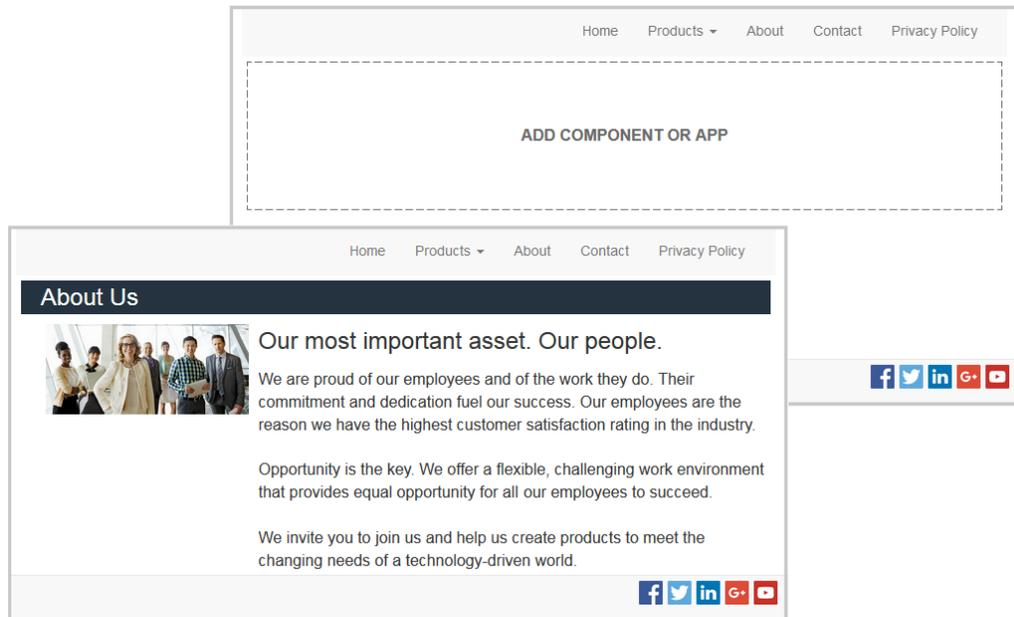 Home Products About Contact Privacy Policy
ADD COMPONENT OR APP
Home Products About Contact Privacy Policy
About Us
Our most important asset. Our people.
We are proud of our employees and of the work they do. Their
commitment and dedication fuel our success. Our employees are the
reason we have the highest customer satisfaction rating in the industry.
Opportunity is the key. We offer a flexible, challenging work environment
that provides equal opportunity for all our employees to succeed.
We invite you to join us and help us create products to meet the
changing needs of a technology-driven world.
f in G+
f in G+